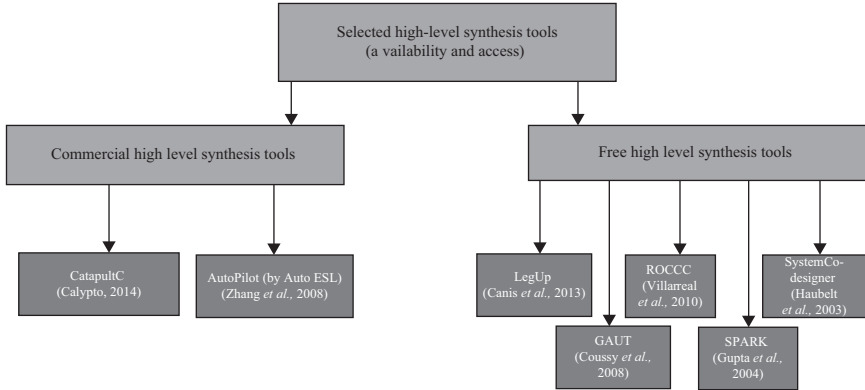 Selected high-level synthesis tools
(a vailability and access)
Commercial high level synthesis tools
Free high level synthesis tools
CatapultC
(Calypto, 2014)
AutoPilot (by Auto ESL)
(Zhang et al., 2008)
LegUp
(Canis et al. 2013)
ROCCC
(Villarreal
et al., 2010)
SystemCo-
designer
(Haubelt
et al., 2003)
GAUT
(Coussy et al.,
2008)
SPARK
(Gupta et al.,
2004)